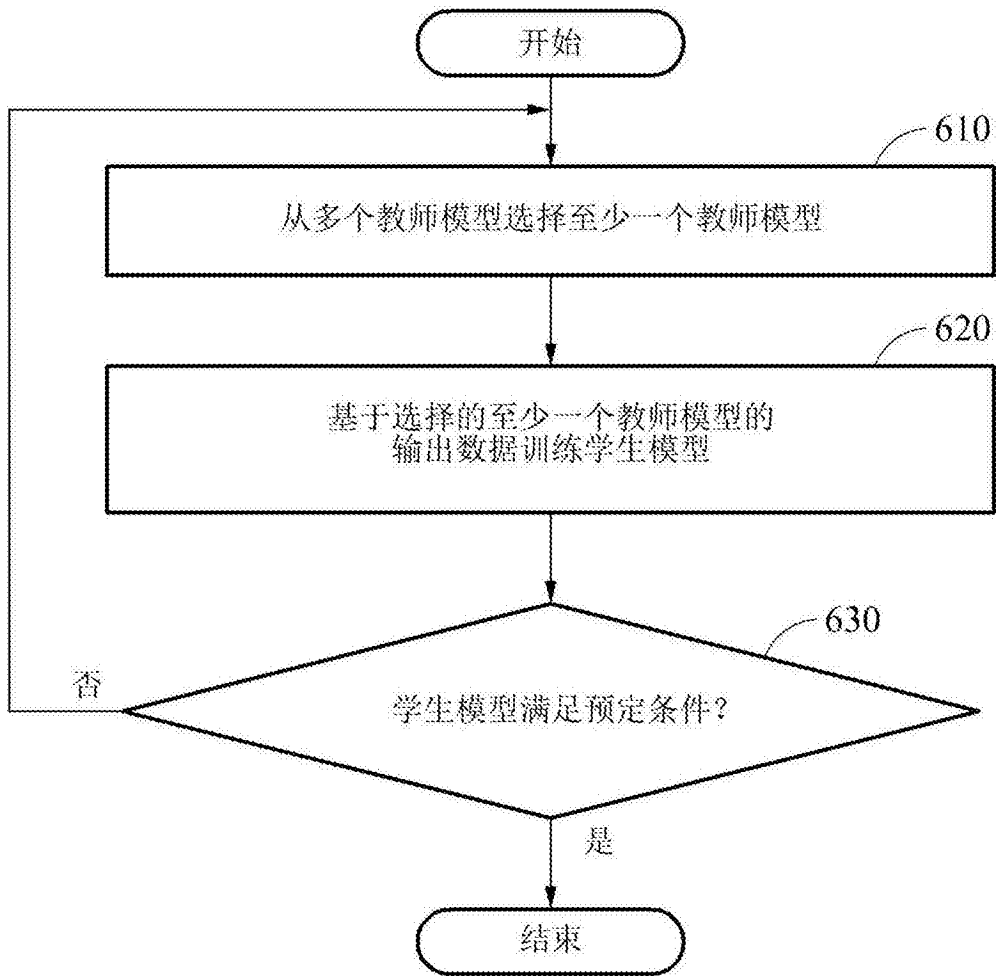 开始
610
从多个教师模型选择至少一个教师模型
620
基于选择的至少一个教师模型的
输出数据训练学生模型
630
否
学生模型满足预定条件？
是
结束